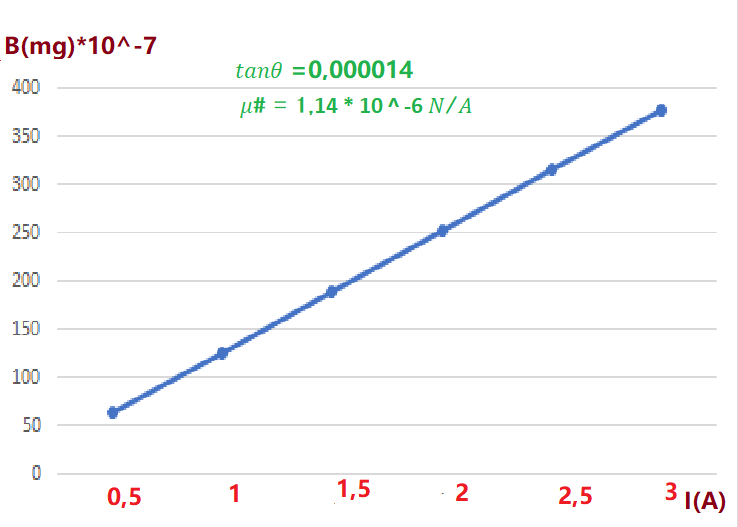 B(mg)*10^-7
tanθ =0,000014
μ# = 1,14 * 10^-6 N/A
400
350
300
250
200
150
100
50
0
0,5 1 1,5 2 2,5 3 I(A)